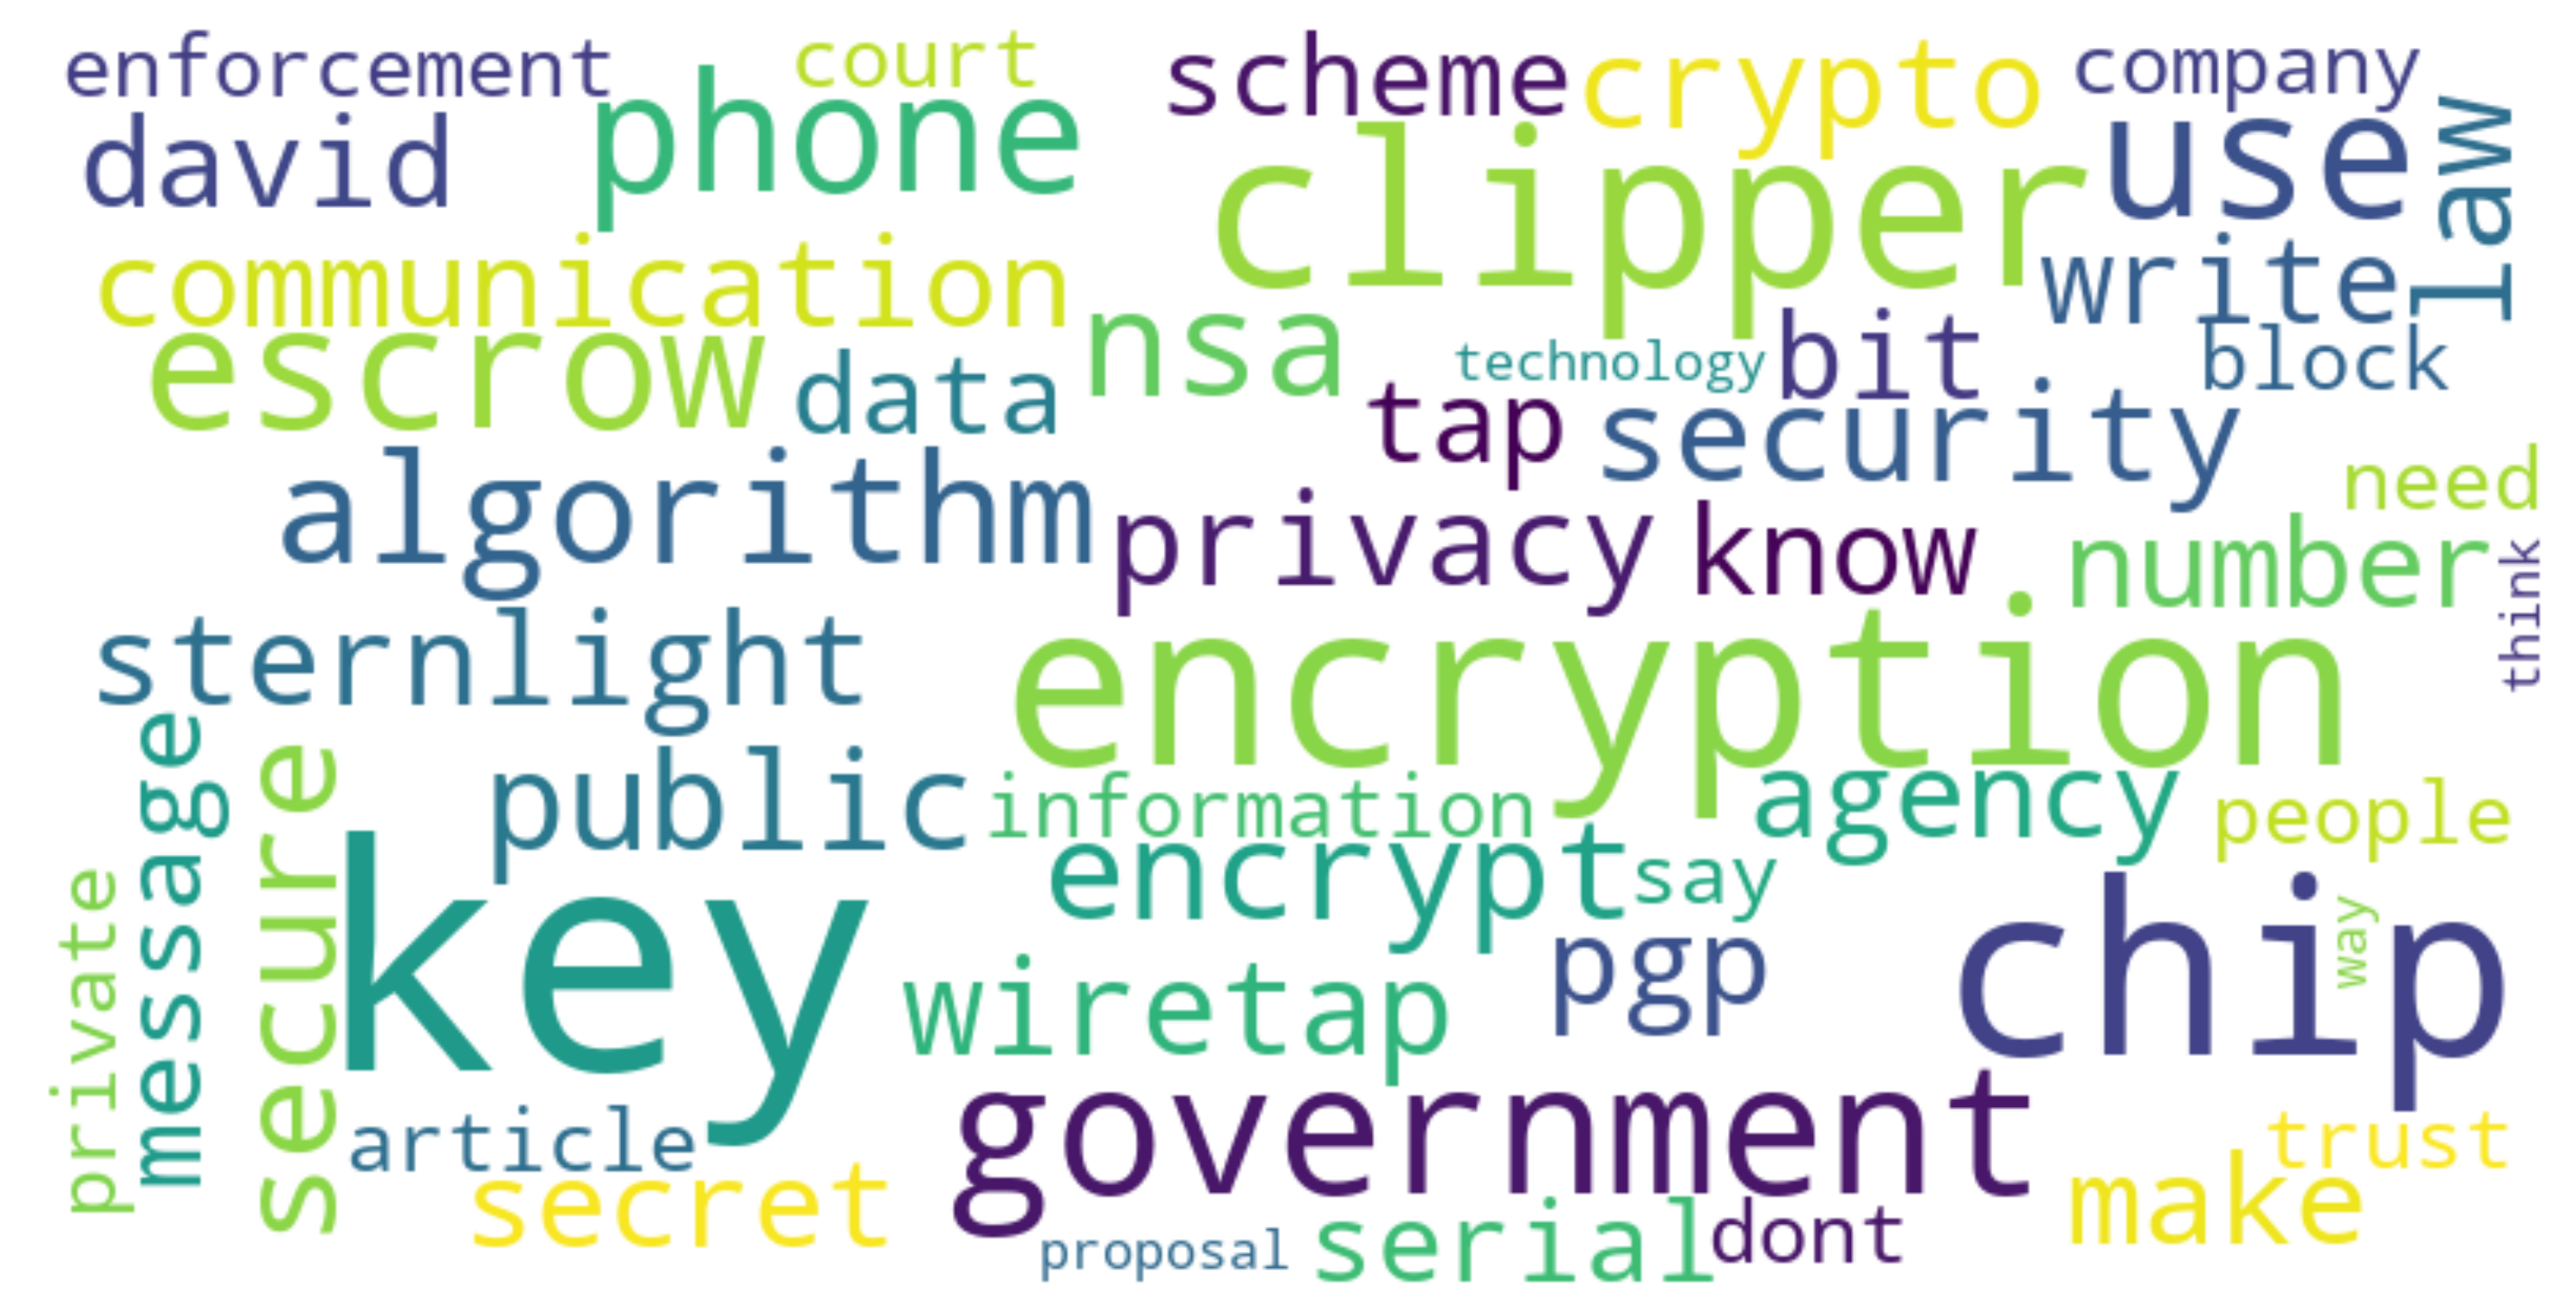 enforcement
court
scheme
crypto
company
david
phone
clipper
use
law
communication
write
escrow
data
nsa
technology
bit
block
tap
security
algorithm
privacy
know
need
number
think
sternlight
encryption
message
secure
public
information
agency
people
private
key
encrypt
say
chip
way
wiretap
pgp
article
government
trust
secret
make
proposal
serial
dont